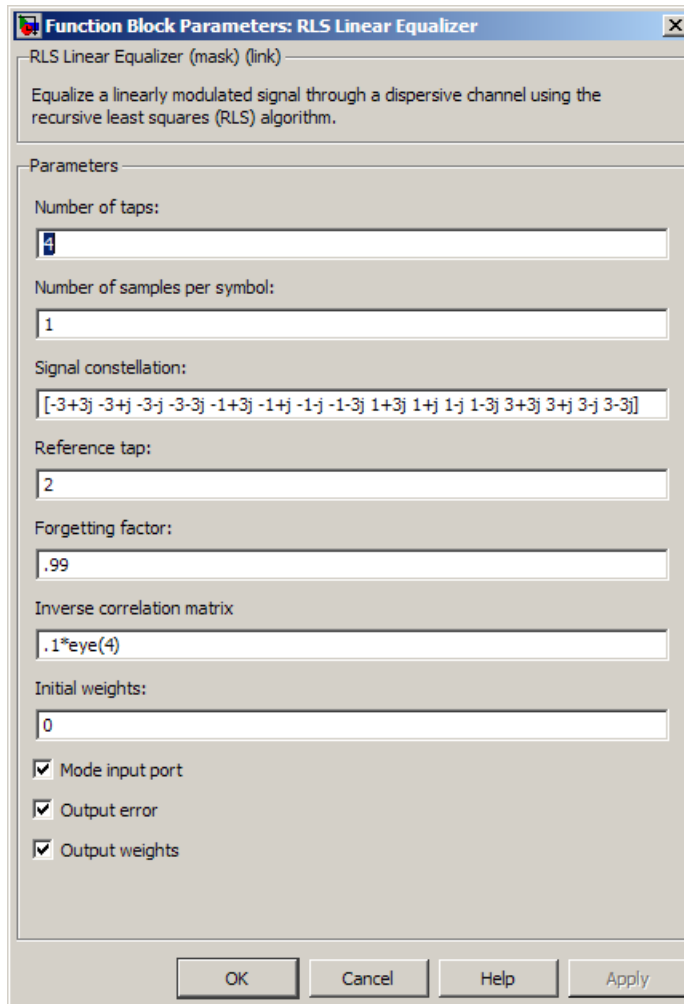 Function Block Parameters: RLS Linear Equalizer
RLS Linear Equalizer (mask) (link)
Equalize a linearly modulated signal through a dispersive channel using the
recursive least squares (RLS) algorithm.
Parameters
Number of taps:
4
Number of samples per symbol:
1
Signal constellation:
[-3+3j -3+j -3-j -3-3j -1+3j -1+j -1-j -1-3j 1+3j 1+j 1-j 1-3j 3+3j 3+j 3-j 3-3j]
Reference tap:
2
Forgetting factor:
.99
Inverse correlation matrix
.1*eye(4)
Initial weights:
0
Mode input port
Output error
Output weights
OK Cancel Help Apply